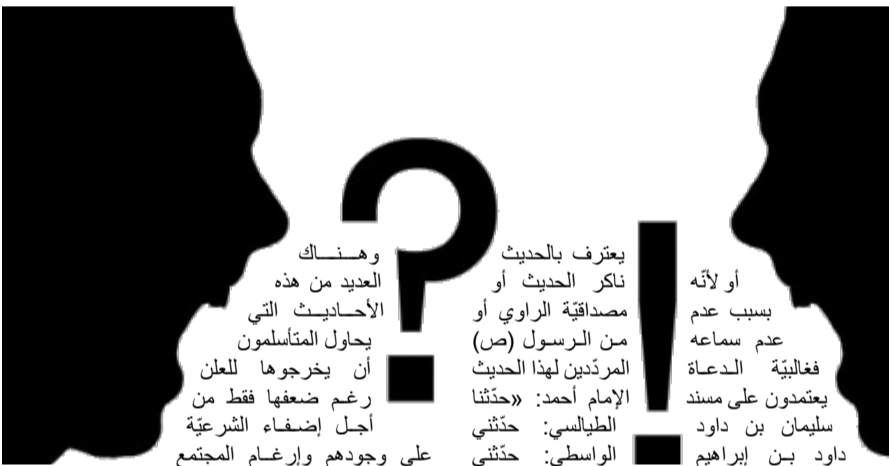 يعترف بالحديث
أو لأنّه ناكر الحديث أو
بسبب عدم مصداقيّة الراوي أو
عدم سماعه من الرسول (ص)
فغالبيّة الدعاة المردّدين لهذا الحديث
يعتمدون على مسند الإمام أحمد: «حدّثنا
سليمان بن داود الطيالسي: حدّثني
داود بن إبراهيم الواسطي: حدّثني
وهناك
العديد من هذه
الأحاديث التي
يحاول المتأسلمون
أن يخرجوها للعلن
رغم ضعفها فقط من
أجل إضفاء الشرعيّة
على وجودهم وإرغام المجتمع